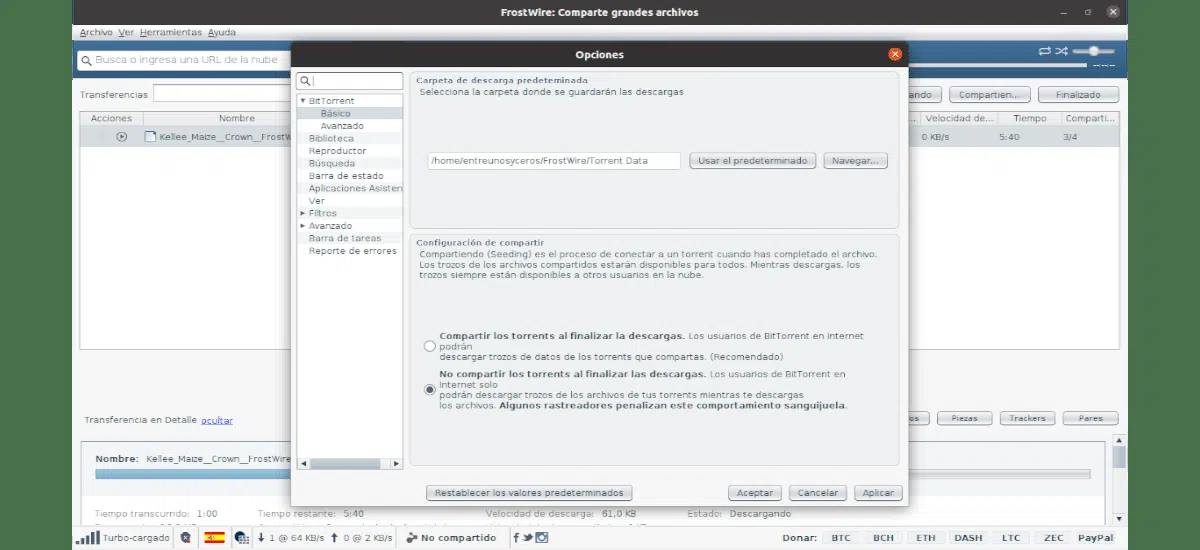 FrostWire: Comparte grandes archivos
Archivo Ver Herramientas Ayuda
Opciones
Busca o ingresa una URL de la nube
Transferencias
ando Compartien... Finalizado
Acciones Nombre
Velocidad de... Tiempo Comparti...
Kellee_Maize__Crown__FrostW
0 KB/s 5:40 3/4
BitTorrent
Básico
Avanzado
Biblioteca
Reproductor
Búsqueda
Barra de estado
Aplicaciones Asisten
Ver
Filtros
Avanzado
Barra de tareas
Reporte de errores
Carpeta de descarga predeteminada
Selecciona la carpeta donde se guardarán las descargas
/home/entreunosyceros/FrostWire/Torrent Data
Usar el predeterminado Navegar...
Configuración de compartir
Compartiendo (Seeding) es el proceso de conectar a un torrent cuando has completado el archivo.
Los trozos de los archivos compartidos estarán disponibles para todos. Mientras descargas, los
trozos siempre están disponibles a otros usuarios en la nube.
Compartir los torrents al finalizar la descargas. Los usuarios de BitTorrent en Internet
podrán
descargar trozos de datos de los torrents que compartas. (Recomendado)
No compartir los torrents al finalizar las descargas. Los usuarios de BitTorrent en
Internet solo
podrán descargar trozos de los archivos de tus torrents mientras te descargas
los archivos. Algunos rastreadores penalizan este comportamiento sanguijuela.
Restablecer los valores predeterminados Aceptar Cancelar Aplicar
Transferencia en Detalle ocultar
os Piezas Trackers Pares
Nombre: Kellee_Maize__Crown__FrostWire
Tiempo transcurrido: 1:00 Tiempo restante: 5:40 Velocidad de descarga: 61,0 KB Estado: Descargando
Turbo-cargado 1 @ 64 KB/s 0 @ 2 KB/s No compartido Donar: BTC BCH ETH DASH LTC ZEC PayPal